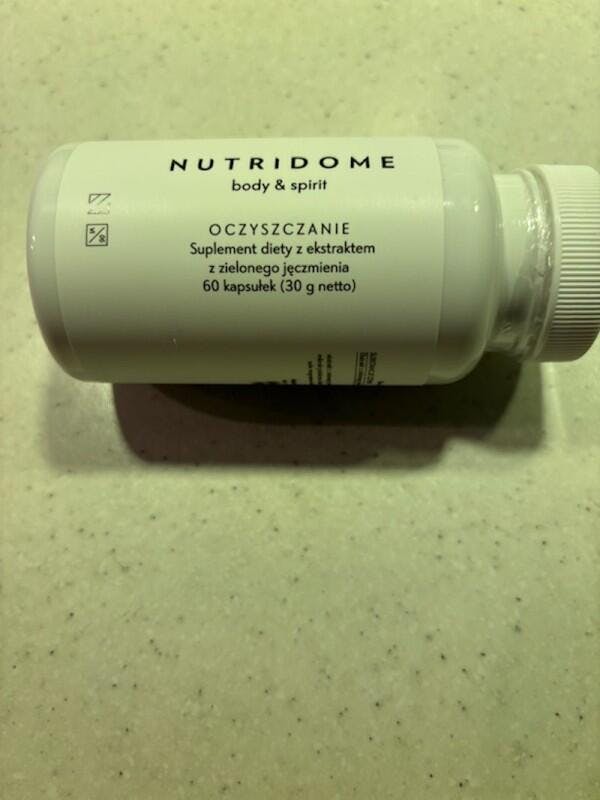 NUTRIDOME
body & spirit
OCZYSZCZANIE
Suplement diety z ekstraktem
z zielonego jęczmienia
60 kapsułek (30 g netto)